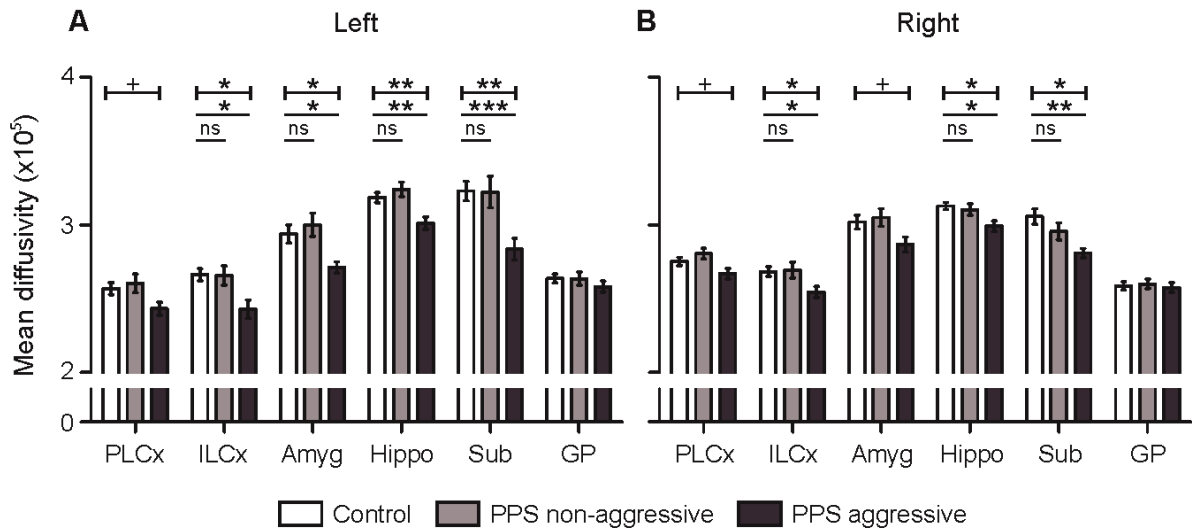 A Left B Right
Mean diffusivity (x10⁵)
4
3
2
0
+ * * ** **
* * ** ***
ns ns ns ns
+ * + * *
* * **
ns ns ns
PLCx ILCx Amyg Hippo Sub GP
PLCx ILCx Amyg Hippo Sub GP
Control PPS non-aggressive PPS aggressive